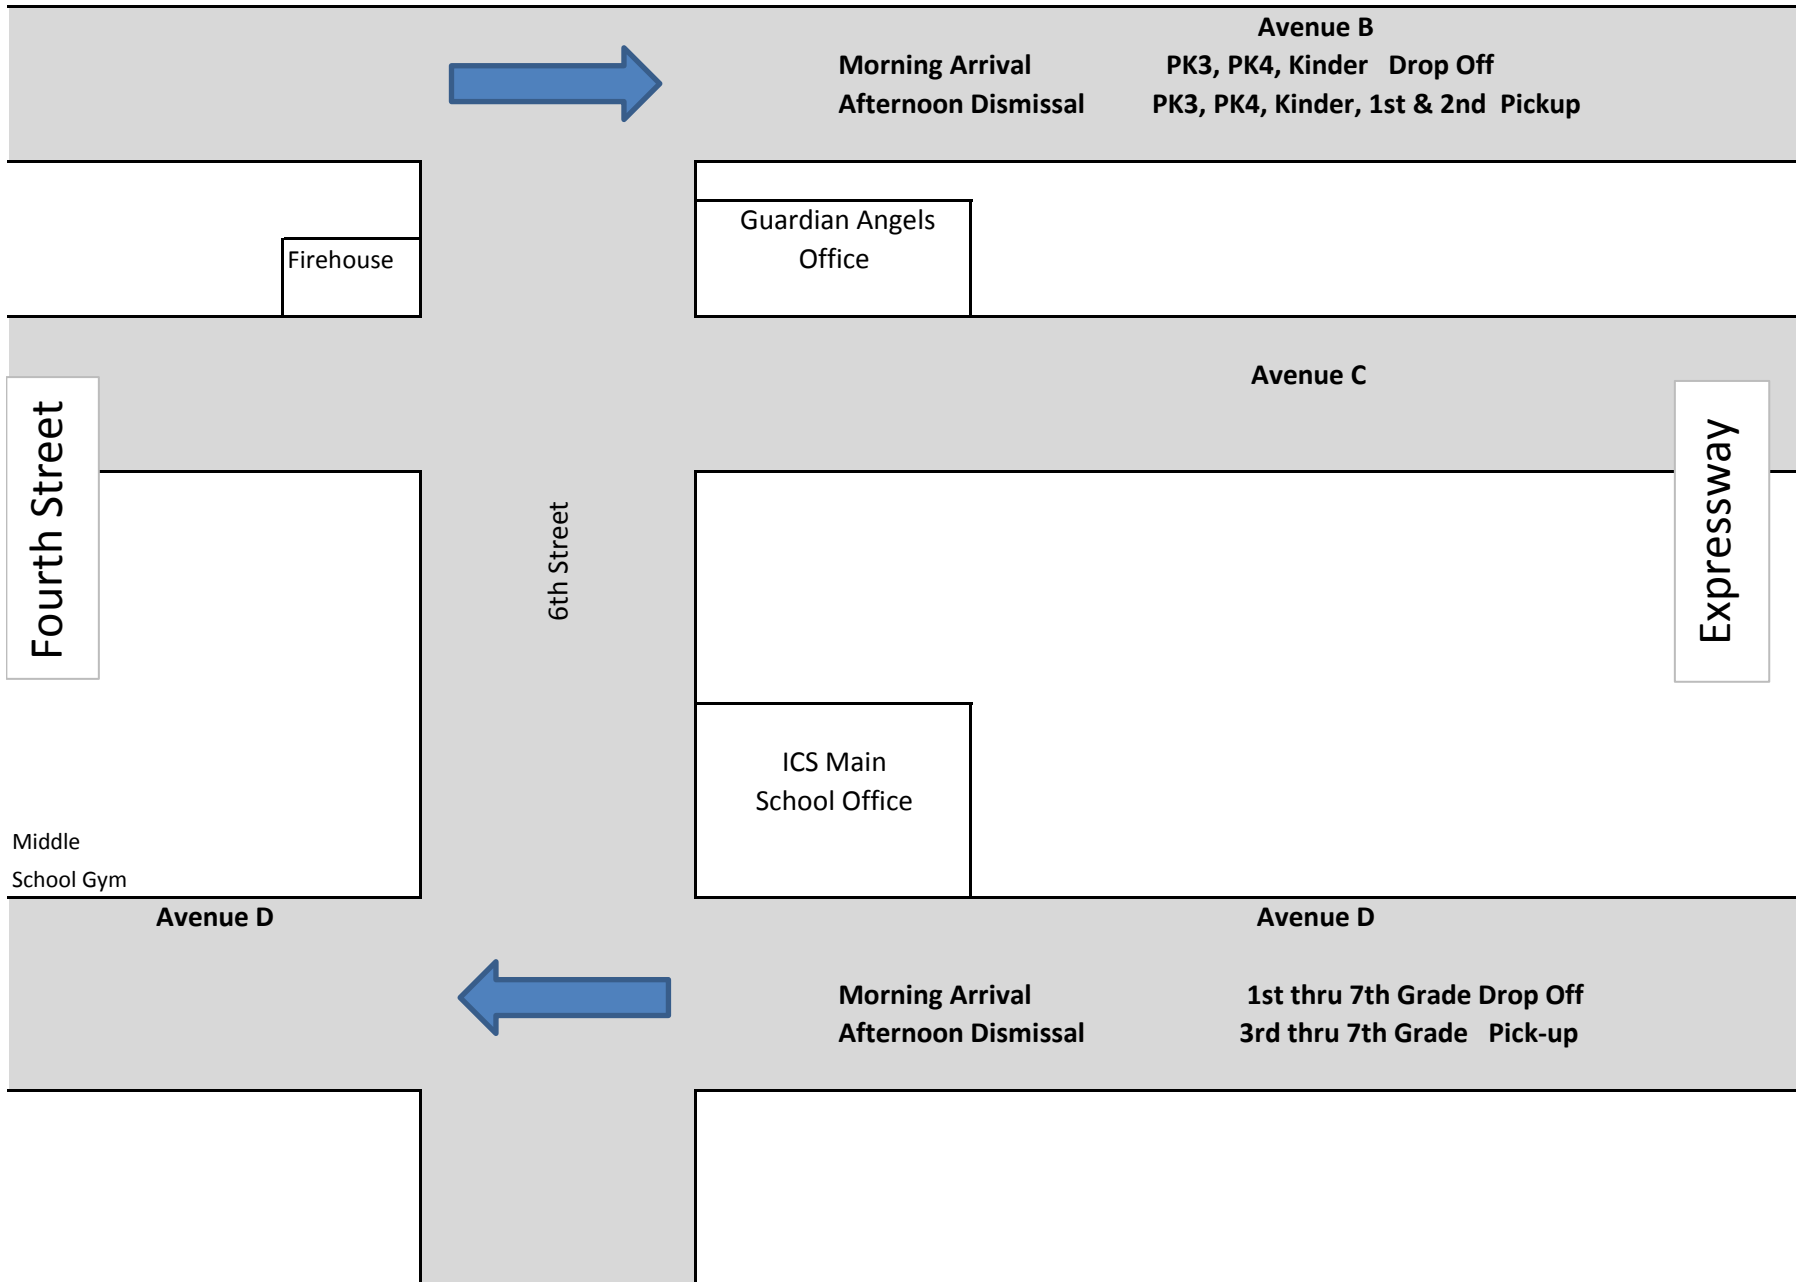 Avenue B
Morning Arrival PK3, PK4, Kinder Drop Off
Afternoon Dismissal PK3, PK4, Kinder, 1st & 2nd Pickup
Guardian Angels
Office
Firehouse
Avenue C
Fourth Street
Expressway
6th Street
ICS Main
School Office
Middle
School Gym
Avenue D
Avenue D
Morning Arrival 1st thru 7th Grade Drop Off
Afternoon Dismissal 3rd thru 7th Grade Pick-up